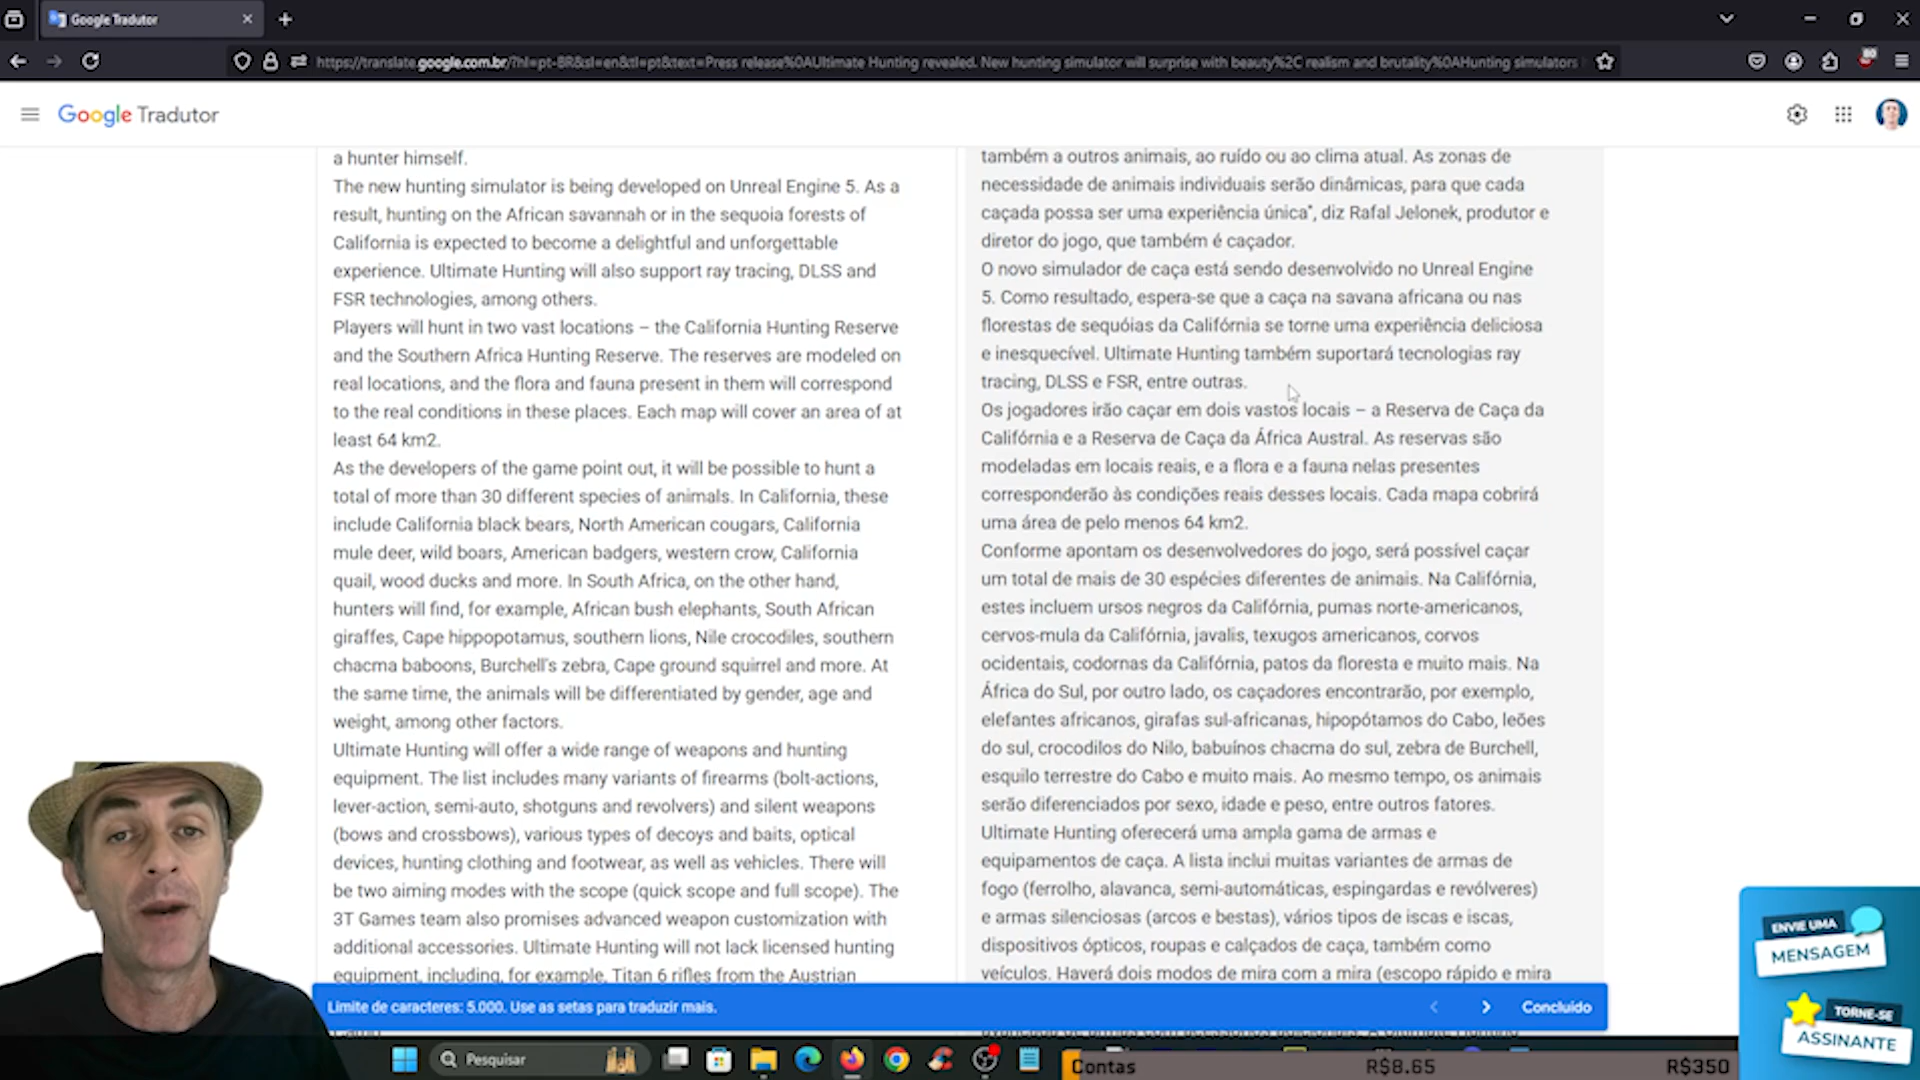 Google Tradutor
https://translate.google.com.br/?hl=pt-BR&sl=en&tl=pt&text=Press release%0AUltimate Hunting revealed. New hunting simulator will surprise with beauty%2C realism and brutality%0AHunting simulators
80
Google Tradutor
a hunter himself.
The new hunting simulator is being developed on Unreal Engine 5. As a
result, hunting on the African savannah or in the sequoia forests of
California is expected to become a delightful and unforgettable
experience. Ultimate Hunting will also support ray tracing, DLSS and
FSR technologies, among others.
Players will hunt in two vast locations – the California Hunting Reserve
and the Southern Africa Hunting Reserve. The reserves are modeled on
real locations, and the flora and fauna present in them will correspond
to the real conditions in these places. Each map will cover an area of at
least 64 km2.
As the developers of the game point out, it will be possible to hunt a
total of more than 30 different species of animals. In California, these
include California black bears, North American cougars, California
mule deer, wild boars, American badgers, western crow, California
quail, wood ducks and more. In South Africa, on the other hand,
hunters will find, for example, African bush elephants, South African
giraffes, Cape hippopotamus, southern lions, Nile crocodiles, southern
chacma baboons, Burchell's zebra, Cape ground squirrel and more. At
the same time, the animals will be differentiated by gender, age and
weight, among other factors.
Ultimate Hunting will offer a wide range of weapons and hunting
equipment. The list includes many variants of firearms (bolt-actions,
lever-action, semi-auto, shotguns and revolvers) and silent weapons
(bows and crossbows), various types of decoys and baits, optical
devices, hunting clothing and footwear, as well as vehicles. There will
be two aiming modes with the scope (quick scope and full scope). The
3T Games team also promises advanced weapon customization with
additional accessories. Ultimate Hunting will not lack licensed hunting
equipment, including, for example, Titan 6 rifles from the Austrian
também a outros animais, ao ruído ou ao clima atual. As zonas de
necessidade de animais individuais serão dinâmicas, para que cada
caçada possa ser uma experiência única", diz Rafal Jelonek, produtor e
diretor do jogo, que também é caçador.
O novo simulador de caça está sendo desenvolvido no Unreal Engine
5. Como resultado, espera-se que a caça na savana africana ou nas
florestas de sequóias da Califórnia se torne uma experiência deliciosa
e inesquecível. Ultimate Hunting também suportará tecnologias ray
tracing, DLSS e FSR, entre outras.
Os jogadores irão caçar em dois vastos locais – a Reserva de Caça da
Califórnia e a Reserva de Caça da África Austral. As reservas são
modeladas em locais reais, e a flora e a fauna nelas presentes
corresponderão às condições reais desses locais. Cada mapa cobrirá
uma área de pelo menos 64 km2.
Conforme apontam os desenvolvedores do jogo, será possível caçar
um total de mais de 30 espécies diferentes de animais. Na Califórnia,
estes incluem ursos negros da Califórnia, pumas norte-americanos,
cervos-mula da Califórnia, javalis, texugos americanos, corvos
ocidentais, codornas da Califórnia, patos da floresta e muito mais. Na
África do Sul, por outro lado, os caçadores encontrarão, por exemplo,
elefantes africanos, girafas sul-africanas, hipopótamos do Cabo, leões
do sul, crocodilos do Nilo, babuínos chacma do sul, zebra de Burchell,
esquilo terrestre do Cabo e muito mais. Ao mesmo tempo, os animais
serão diferenciados por sexo, idade e peso, entre outros fatores.
Ultimate Hunting oferecerá uma ampla gama de armas e
equipamentos de caça. A lista inclui muitas variantes de armas de
fogo (ferrolho, alavanca, semi-automáticas, espingardas e revólveres)
e armas silenciosas (arcos e bestas), vários tipos de iscas e iscas,
dispositivos ópticos, roupas e calçados de caça, também como
veículos. Haverá dois modos de mira com a mira (escopo rápido e mira
Limite de caracteres: 5.000. Use as setas para traduzir mais.
Concluído
ENVIE UMA
MENSAGEM
TORNE-SE
ASSINANTE
Pesquisar
Contas
R$8.65
R$350